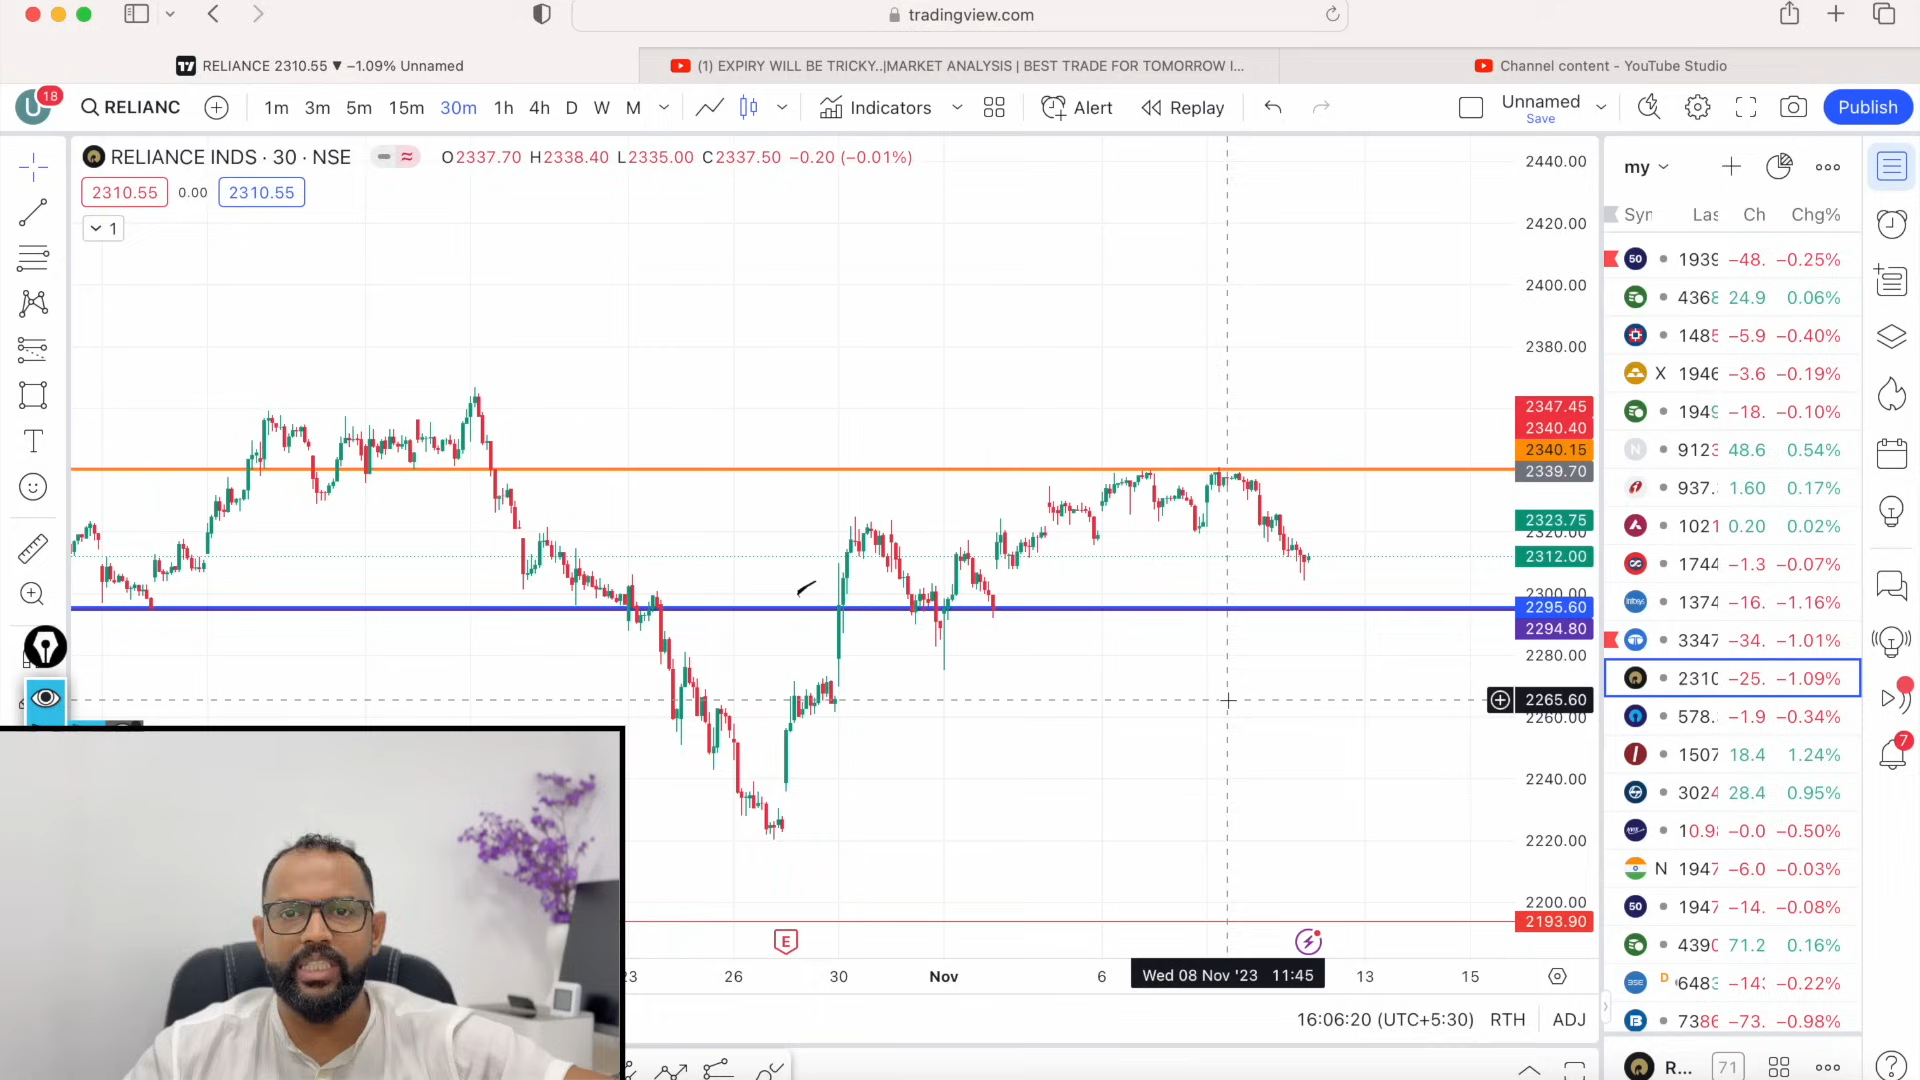 tradingview.com
RELIANCE 2310.55 ▼ −1.09% Unnamed
(1) EXPIRY WILL BE TRICKY..|MARKET ANALYSIS | BEST TRADE FOR TOMORROW I...
Channel content - YouTube Studio
18
RELIANC
1m 3m 5m 15m 30m 1h 4h D W M
Indicators
Alert
Replay
Unnamed
Save
Publish
RELIANCE INDS · 30 · NSE O2337.70 H2338.40 L2335.00 C2337.50 −0.20 (−0.01%)
2310.55 0.00 2310.55
1
2440.00
2420.00
2400.00
2380.00
2347.45
2340.40
2340.15
2339.70
2323.75
2320.00
2312.00
2300.00
2295.60
2294.80
2280.00
2265.60
2260.00
2240.00
2220.00
2200.00
2193.90
E
23 26 30 Nov 6 Wed 08 Nov '23 11:45 13 15
16:06:20 (UTC+5:30) RTH ADJ
my
Chg%
50 1939 −48. −0.25%
4368 24.9 0.06%
1485 −5.9 −0.40%
X 1946 −3.6 −0.19%
1949 −18. −0.10%
N 9123 48.6 0.54%
937. 1.60 0.17%
1021 0.20 0.02%
1744 −1.3 −0.07%
1374 −16. −1.16%
3347 −34. −1.01%
2310 −25. −1.09%
578. −1.9 −0.34%
1507 18.4 1.24%
3024 28.4 0.95%
10.9 −0.0 −0.50%
N 1947 −6.0 −0.03%
50 1947 −14. −0.08%
4390 71.2 0.16%
D 6483 −14 −0.22%
7386 −73. −0.98%
R... 71
7